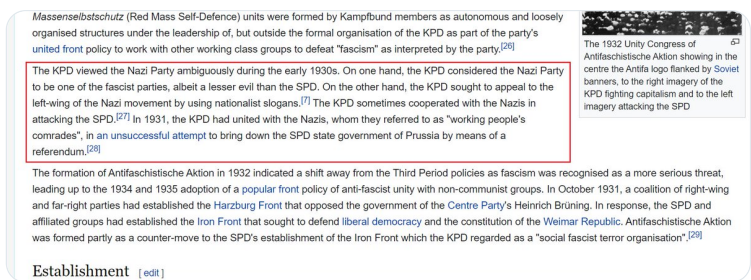 Massenselbstschutz (Red Mass Self-Defence) units were formed by Kampfbund members as autonomous and loosely
organised structures under the leadership of, but outside the formal organisation of the KPD as part of the party's
united front policy to work with other working class groups to defeat "fascism" as interpreted by the party.[26]
The KPD viewed the Nazi Party ambiguously during the early 1930s. On one hand, the KPD considered the Nazi Party
to be one of the fascist parties, albeit a lesser evil than the SPD. On the other hand, the KPD sought to appeal to the
left-wing of the Nazi movement by using nationalist slogans.[7] The KPD sometimes cooperated with the Nazis in
attacking the SPD.[27] In 1931, the KPD had united with the Nazis, whom they referred to as "working people's
comrades", in an unsuccessful attempt to bring down the SPD state government of Prussia by means of a
referendum.[28]
The formation of Antifaschistische Aktion in 1932 indicated a shift away from the Third Period policies as fascism was recognised as a more serious threat,
leading up to the 1934 and 1935 adoption of a popular front policy of anti-fascist unity with non-communist groups. In October 1931, a coalition of right-wing
and far-right parties had established the Harzburg Front that opposed the government of the Centre Party's Heinrich Brüning. In response, the SPD and
affiliated groups had established the Iron Front that sought to defend liberal democracy and the constitution of the Weimar Republic. Antifaschistische Aktion
was formed partly as a counter-move to the SPD's establishment of the Iron Front which the KPD regarded as a "social fascist terror organisation".[29]
Establishment [edit]
The 1932 Unity Congress of
Antifaschistische Aktion showing in the
centre the Antifa logo flanked by Soviet
banners, to the right imagery of the
KPD fighting capitalism and to the left
imagery attacking the SPD